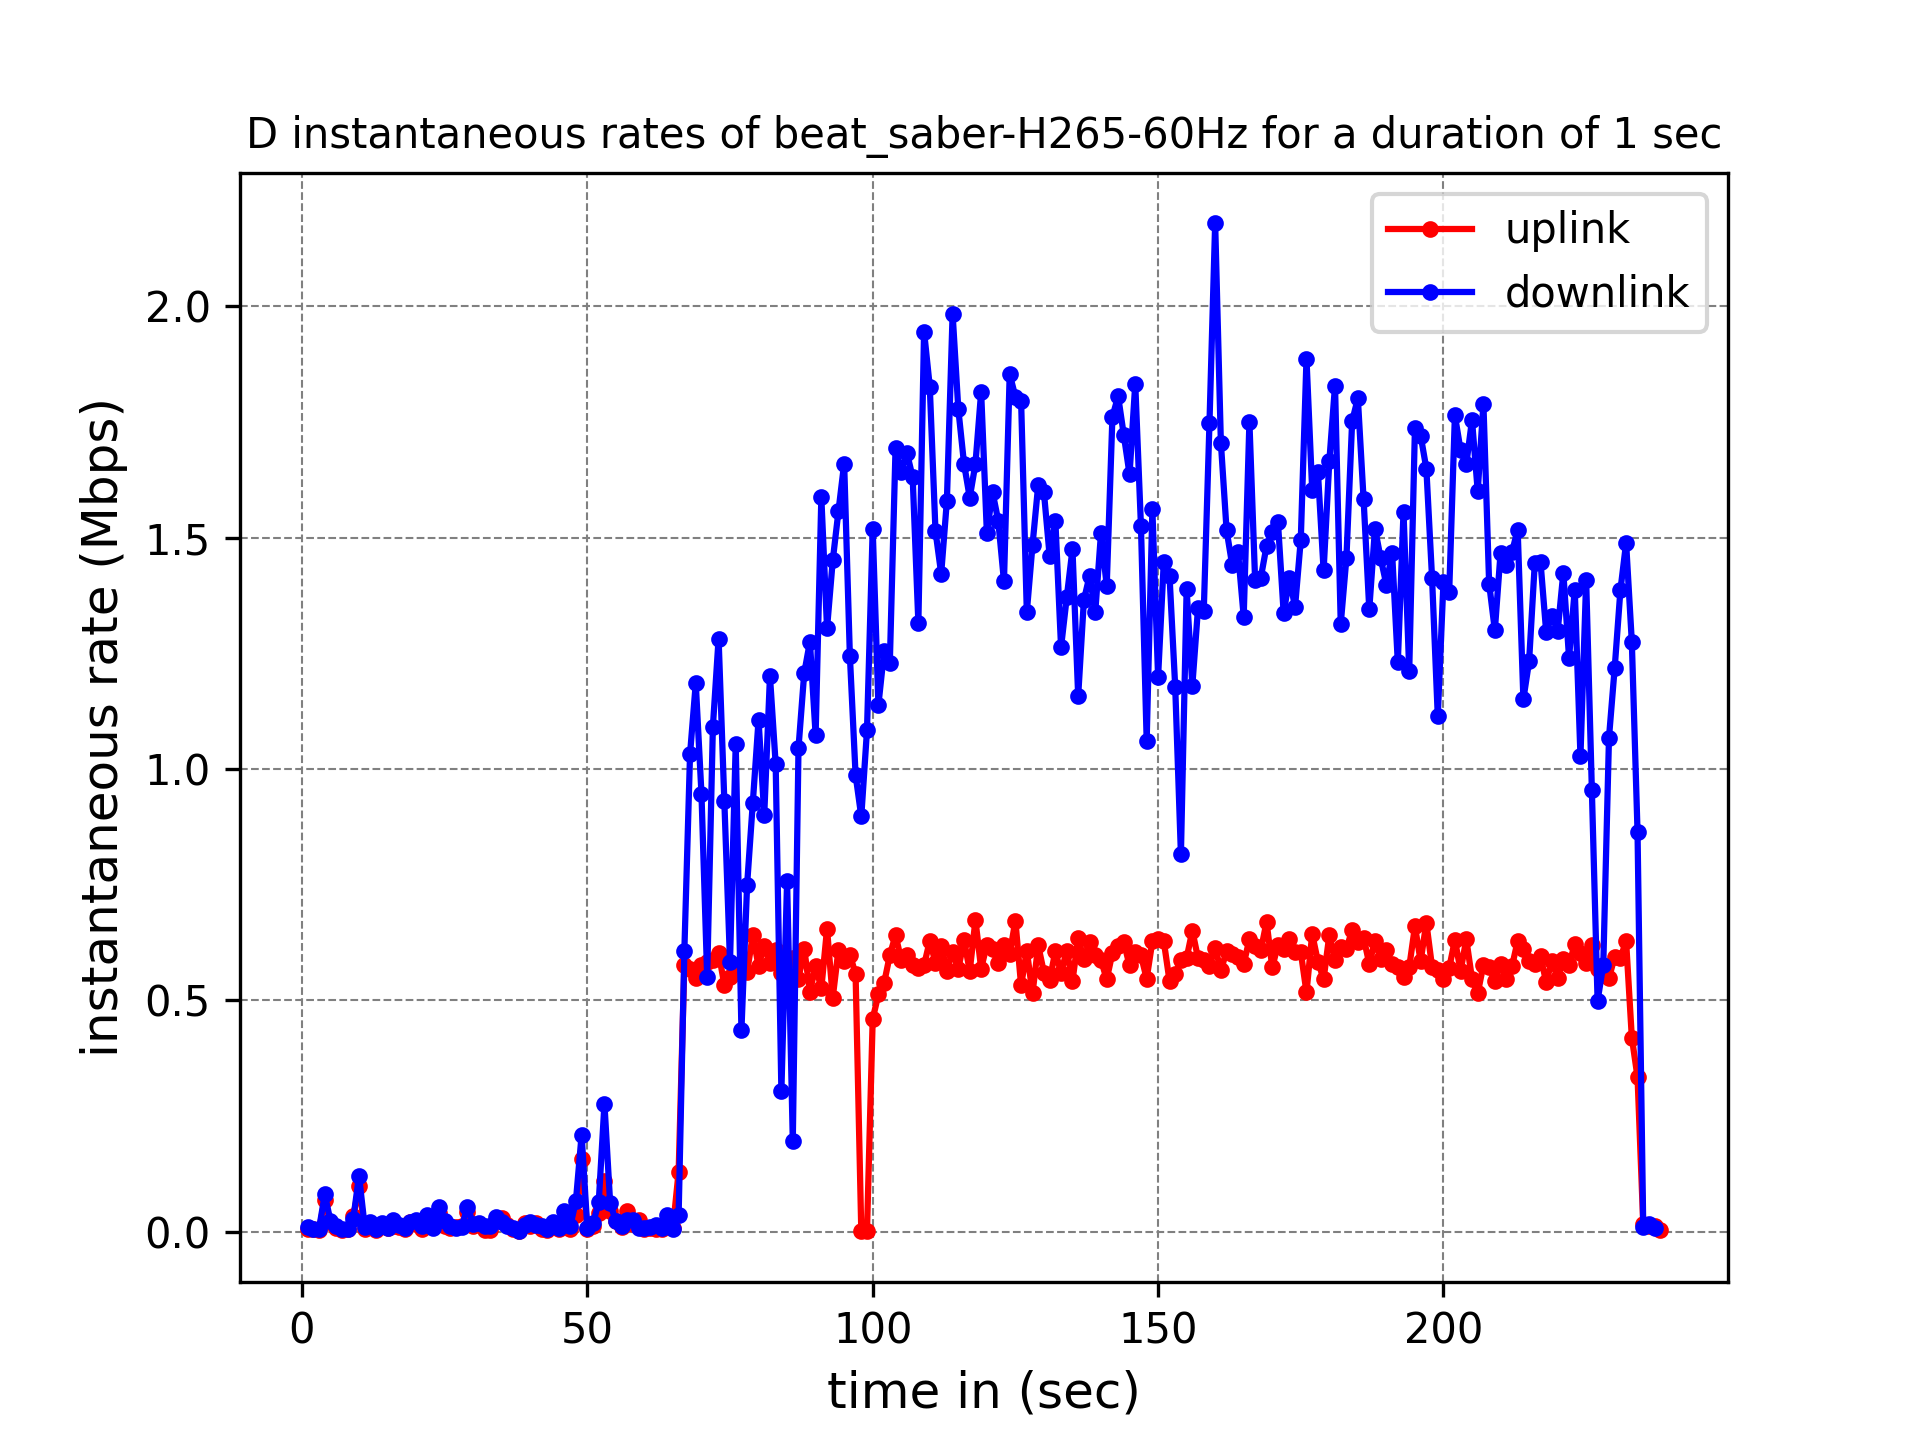 D instantaneous rates of beat_saber-H265-60Hz for a duration of 1 sec
uplink
downlink
instantaneous rate (Mbps)
2.0
1.5
1.0
0.5
0.0
0 50 100 150 200
time in (sec)